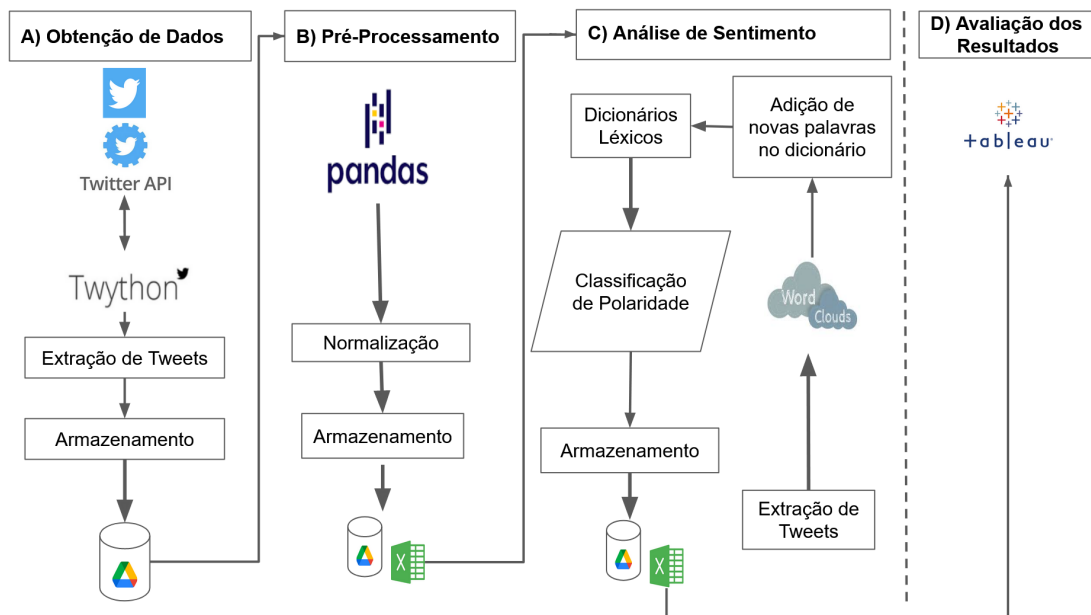 A) Obtenção de Dados
Twitter API
Twython
Extração de Tweets
Armazenamento
B) Pré-Processamento
pandas
Normalização
Armazenamento
C) Análise de Sentimento
Dicionários
Léxicos
Adição de
novas palavras
no dicionário
Classificação
de Polaridade
Word
Clouds
Armazenamento
Extração de
Tweets
D) Avaliação dos
Resultados
tableau